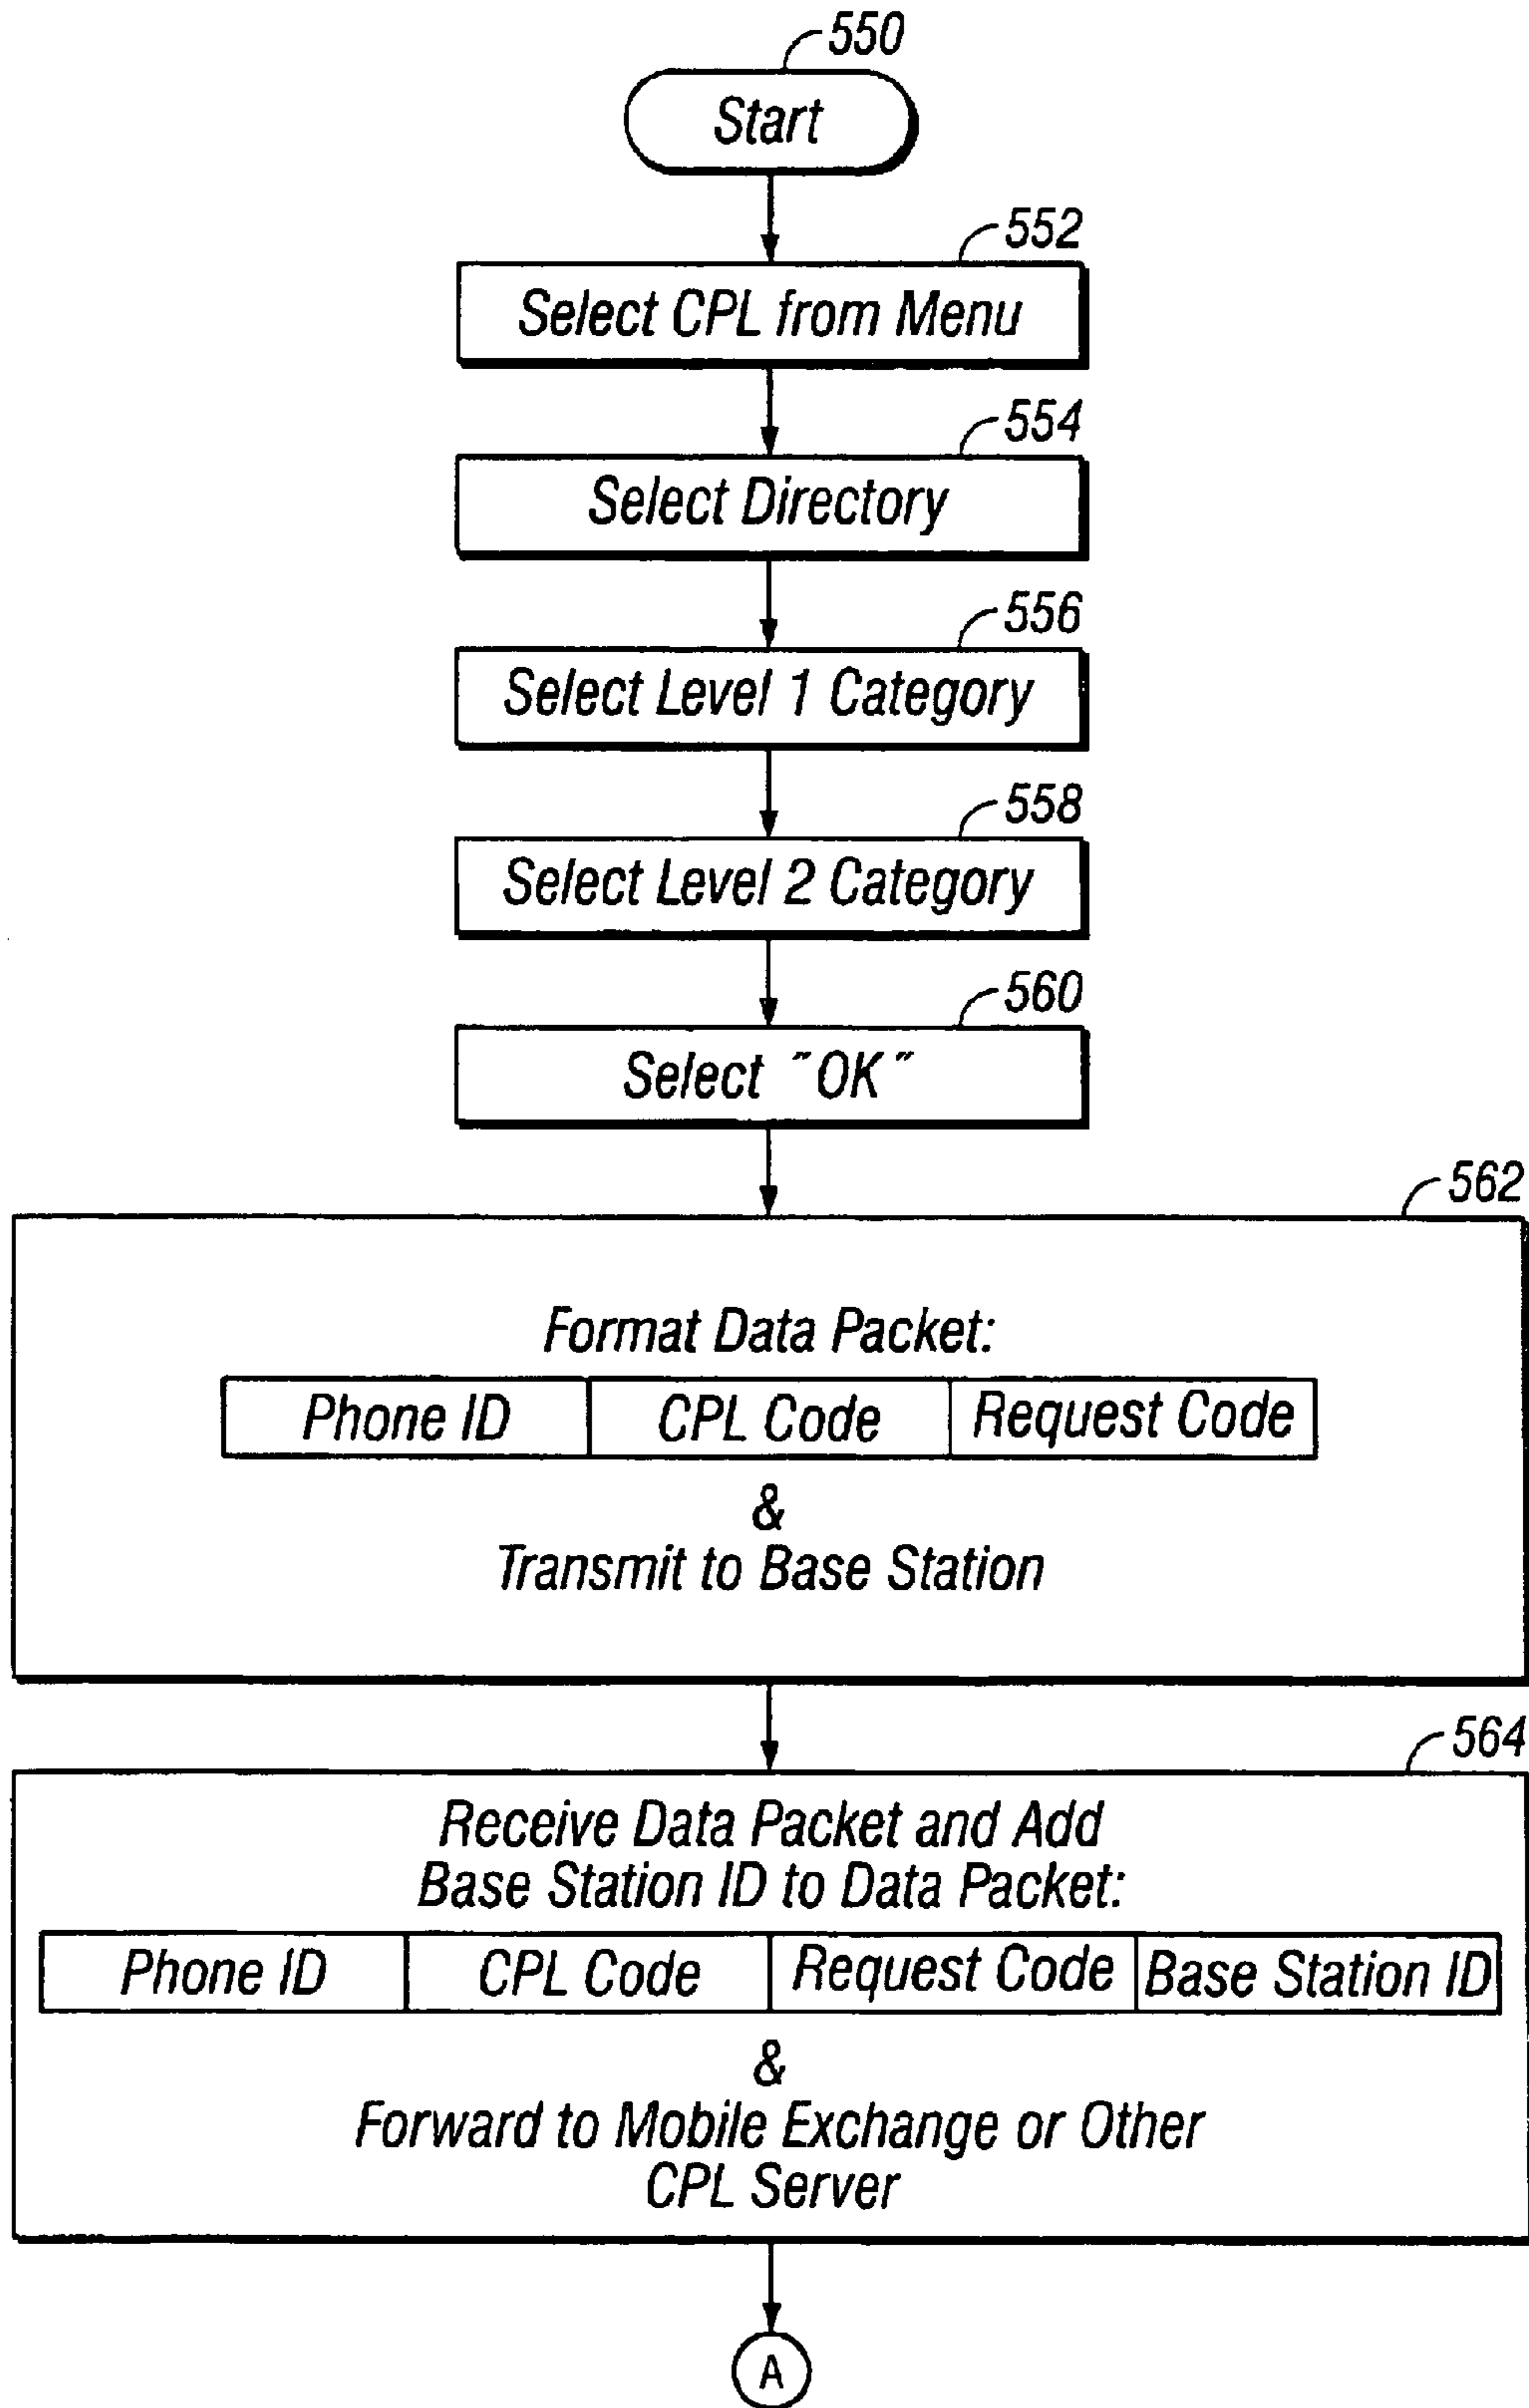 550
Start
552
Select CPL from Menu
554
Select Directory
556
Select Level 1 Category
558
Select Level 2 Category
560
Select "OK"
562
Format Data Packet:
Phone ID CPL Code Request Code
&
Transmit to Base Station
564
Receive Data Packet and Add
Base Station ID to Data Packet:
Phone ID CPL Code Request Code Base Station ID
&
Forward to Mobile Exchange or Other
CPL Server
A